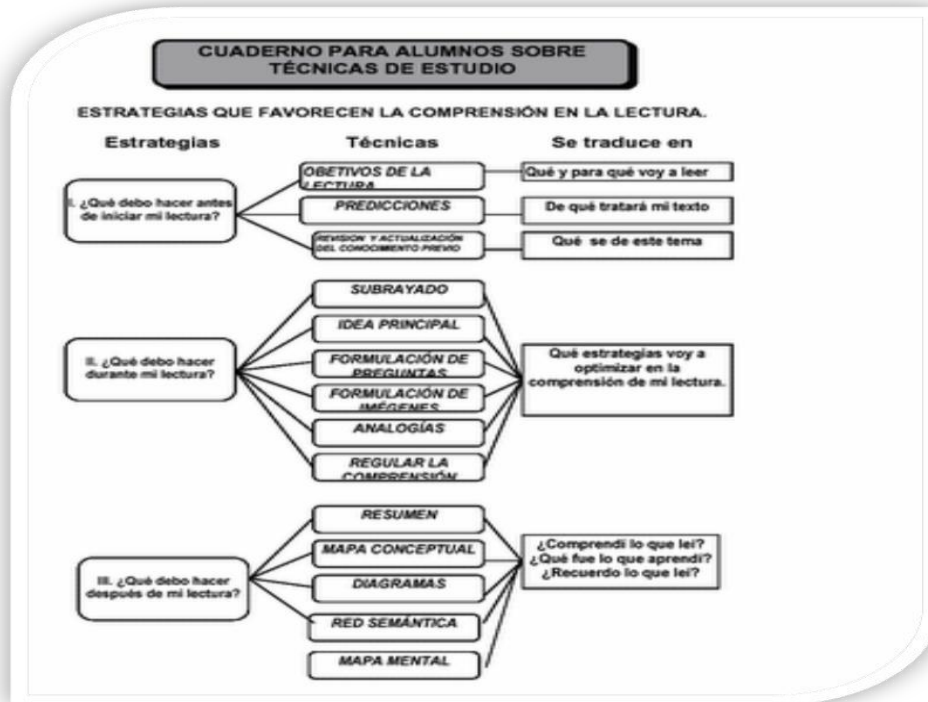 CUADERNO PARA ALUMNOS SOBRE
TÉCNICAS DE ESTUDIO
ESTRATEGIAS QUE FAVORECEN LA COMPRENSIÓN EN LA LECTURA.
Estrategias
Técnicas
Se traduce en
I. ¿Qué debo hacer antes
de iniciar mi lectura?
OBETIVOS DE LA
LECTURA
Qué y para qué voy a leer
PREDICCIONES
De qué tratará mi texto
REVISION Y ACTUALIZACIÓN
DEL CONOCIMIENTO PREVIO
Qué se de este tema
II. ¿Qué debo hacer
durante mi lectura?
SUBRAYADO
IDEA PRINCIPAL
FORMULACIÓN DE
PREGUNTAS
FORMULACIÓN DE
IMÉGENES
ANALOGÍAS
REGULAR LA
COMPRENSIÓN
Qué estrategias voy a
optimizar en la
comprensión de mi lectura.
III. ¿Qué debo hacer
después de mi lectura?
RESUMEN
MAPA CONCEPTUAL
DIAGRAMAS
RED SEMÁNTICA
MAPA MENTAL
¿Comprendí lo que leí?
¿Qué fue lo que aprendí?
¿Recuerdo lo que leí?